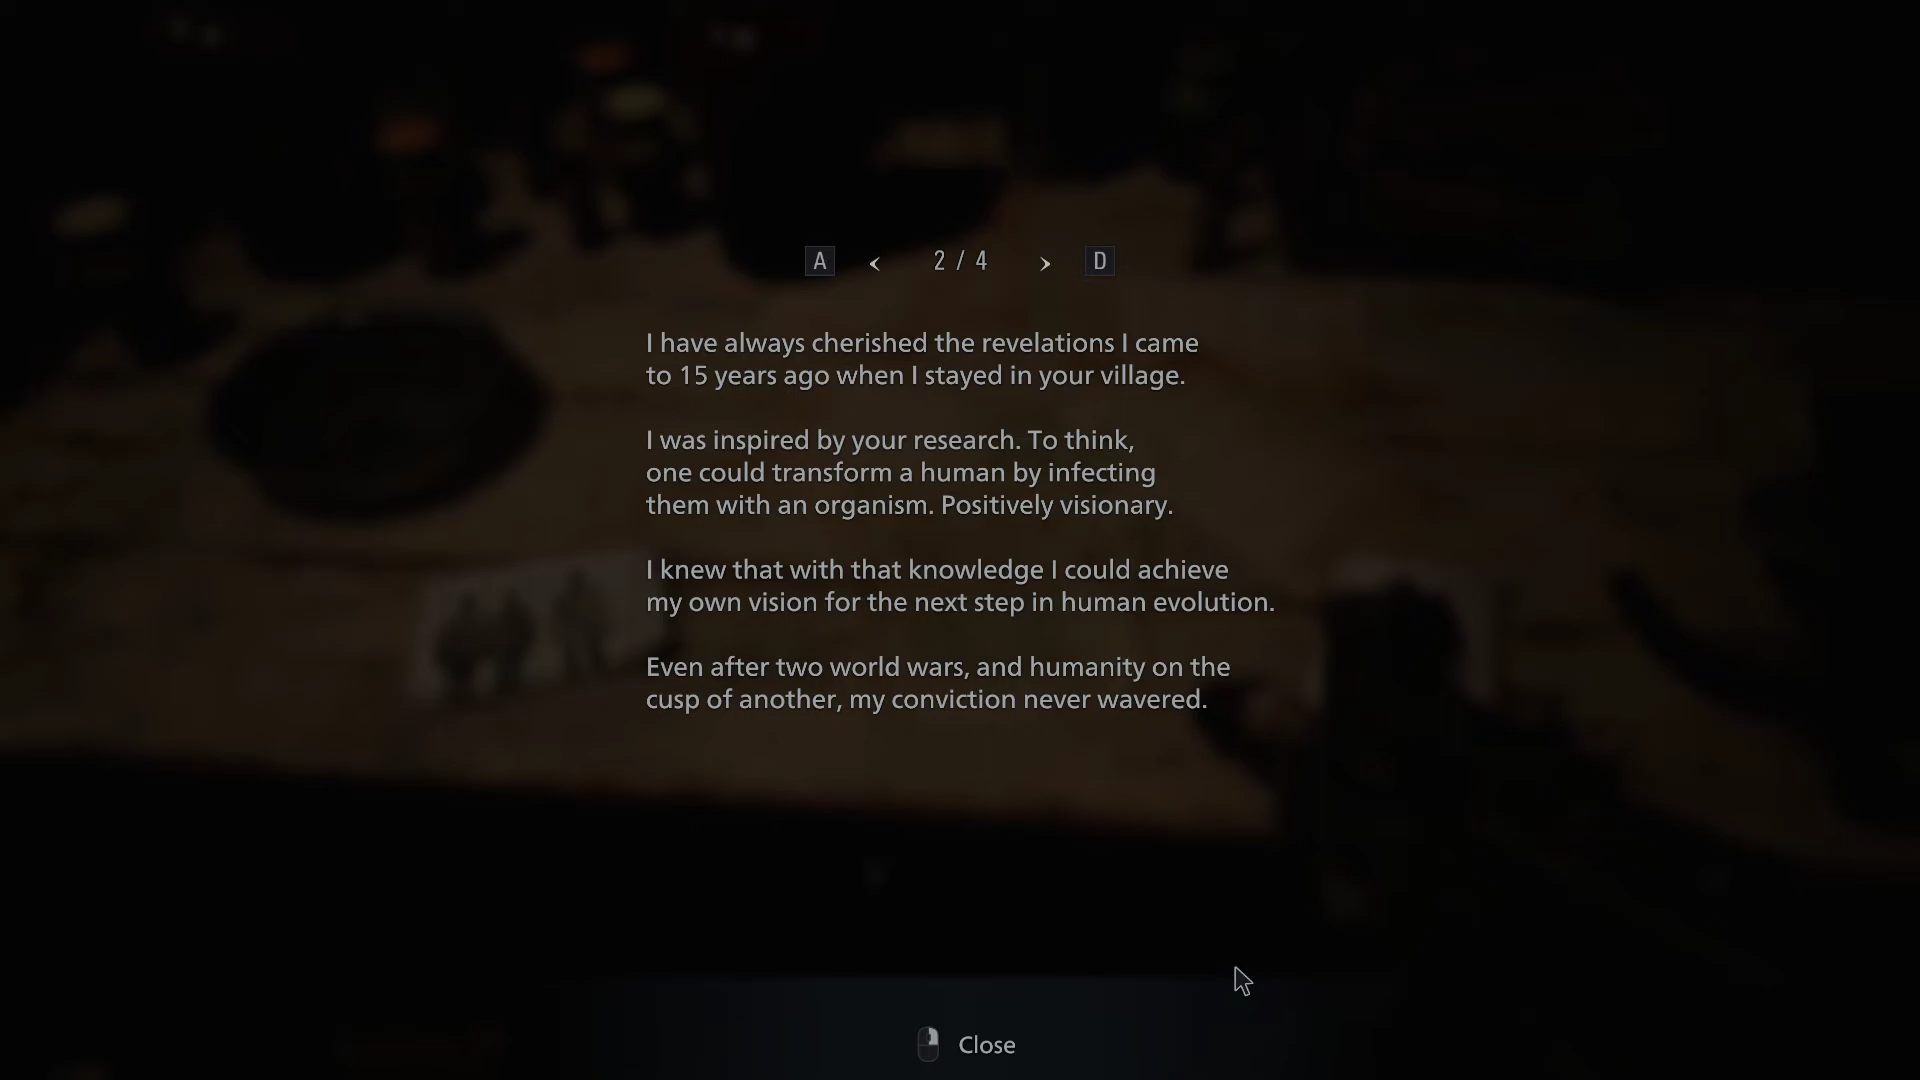 A < 2 / 4 > D
I have always cherished the revelations I came
to 15 years ago when I stayed in your village.
I was inspired by your research. To think,
one could transform a human by infecting
them with an organism. Positively visionary.
I knew that with that knowledge I could achieve
my own vision for the next step in human evolution.
Even after two world wars, and humanity on the
cusp of another, my conviction never wavered.
Close